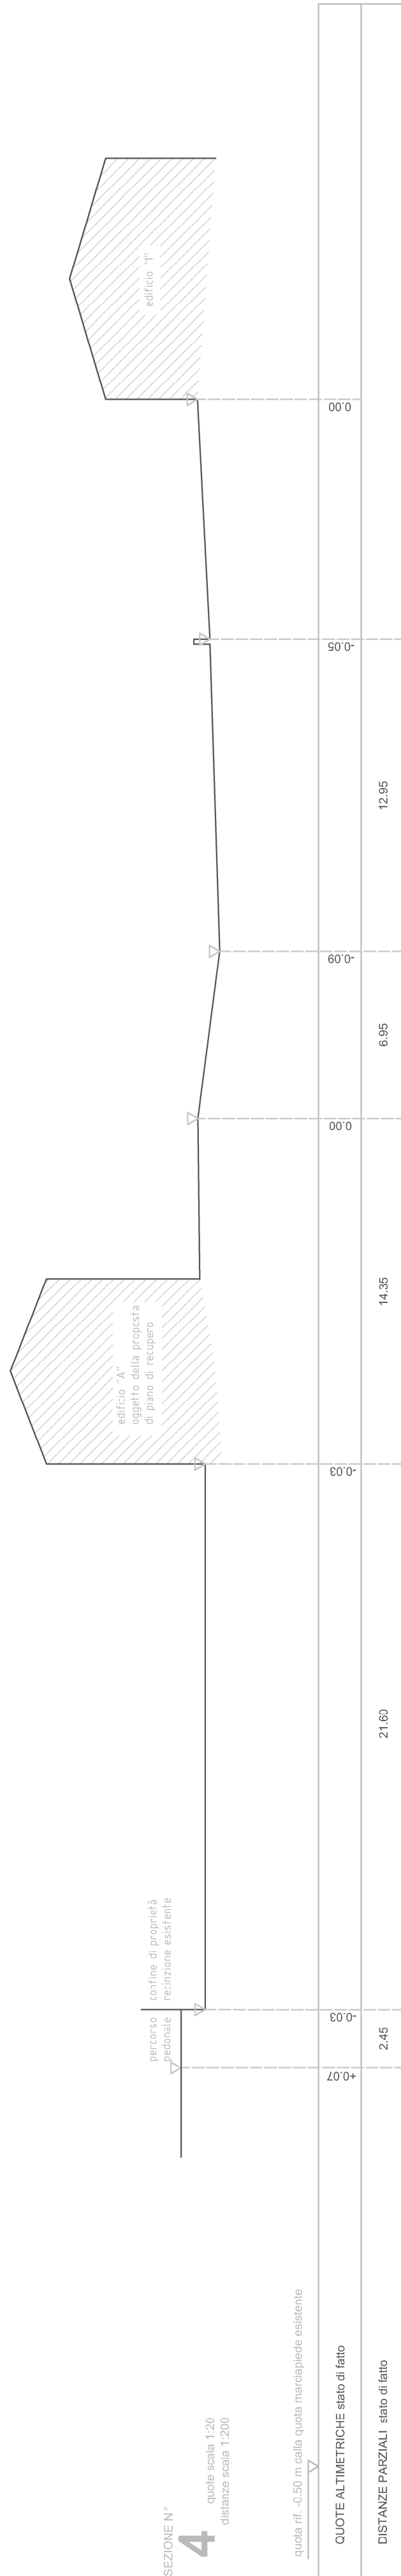 SEZIONE N°
4
quote scala 1:20
distanze scala 1:200
percorso
pedonale
confine di proprietà
recinzione esistente
edificio "A"
oggetto della proposta
di piano di recupero
edificio "1"
quota rif. -0.50 m dalla quota marciapiede esistente
QUOTE ALTIMETRICHE stato di fatto
+0.07
-0.03
-0.03
0.00
-0.09
-0.05
0.00
DISTANZE PARZIALI stato di fatto
2.45
21.60
14.35
6.95
12.95